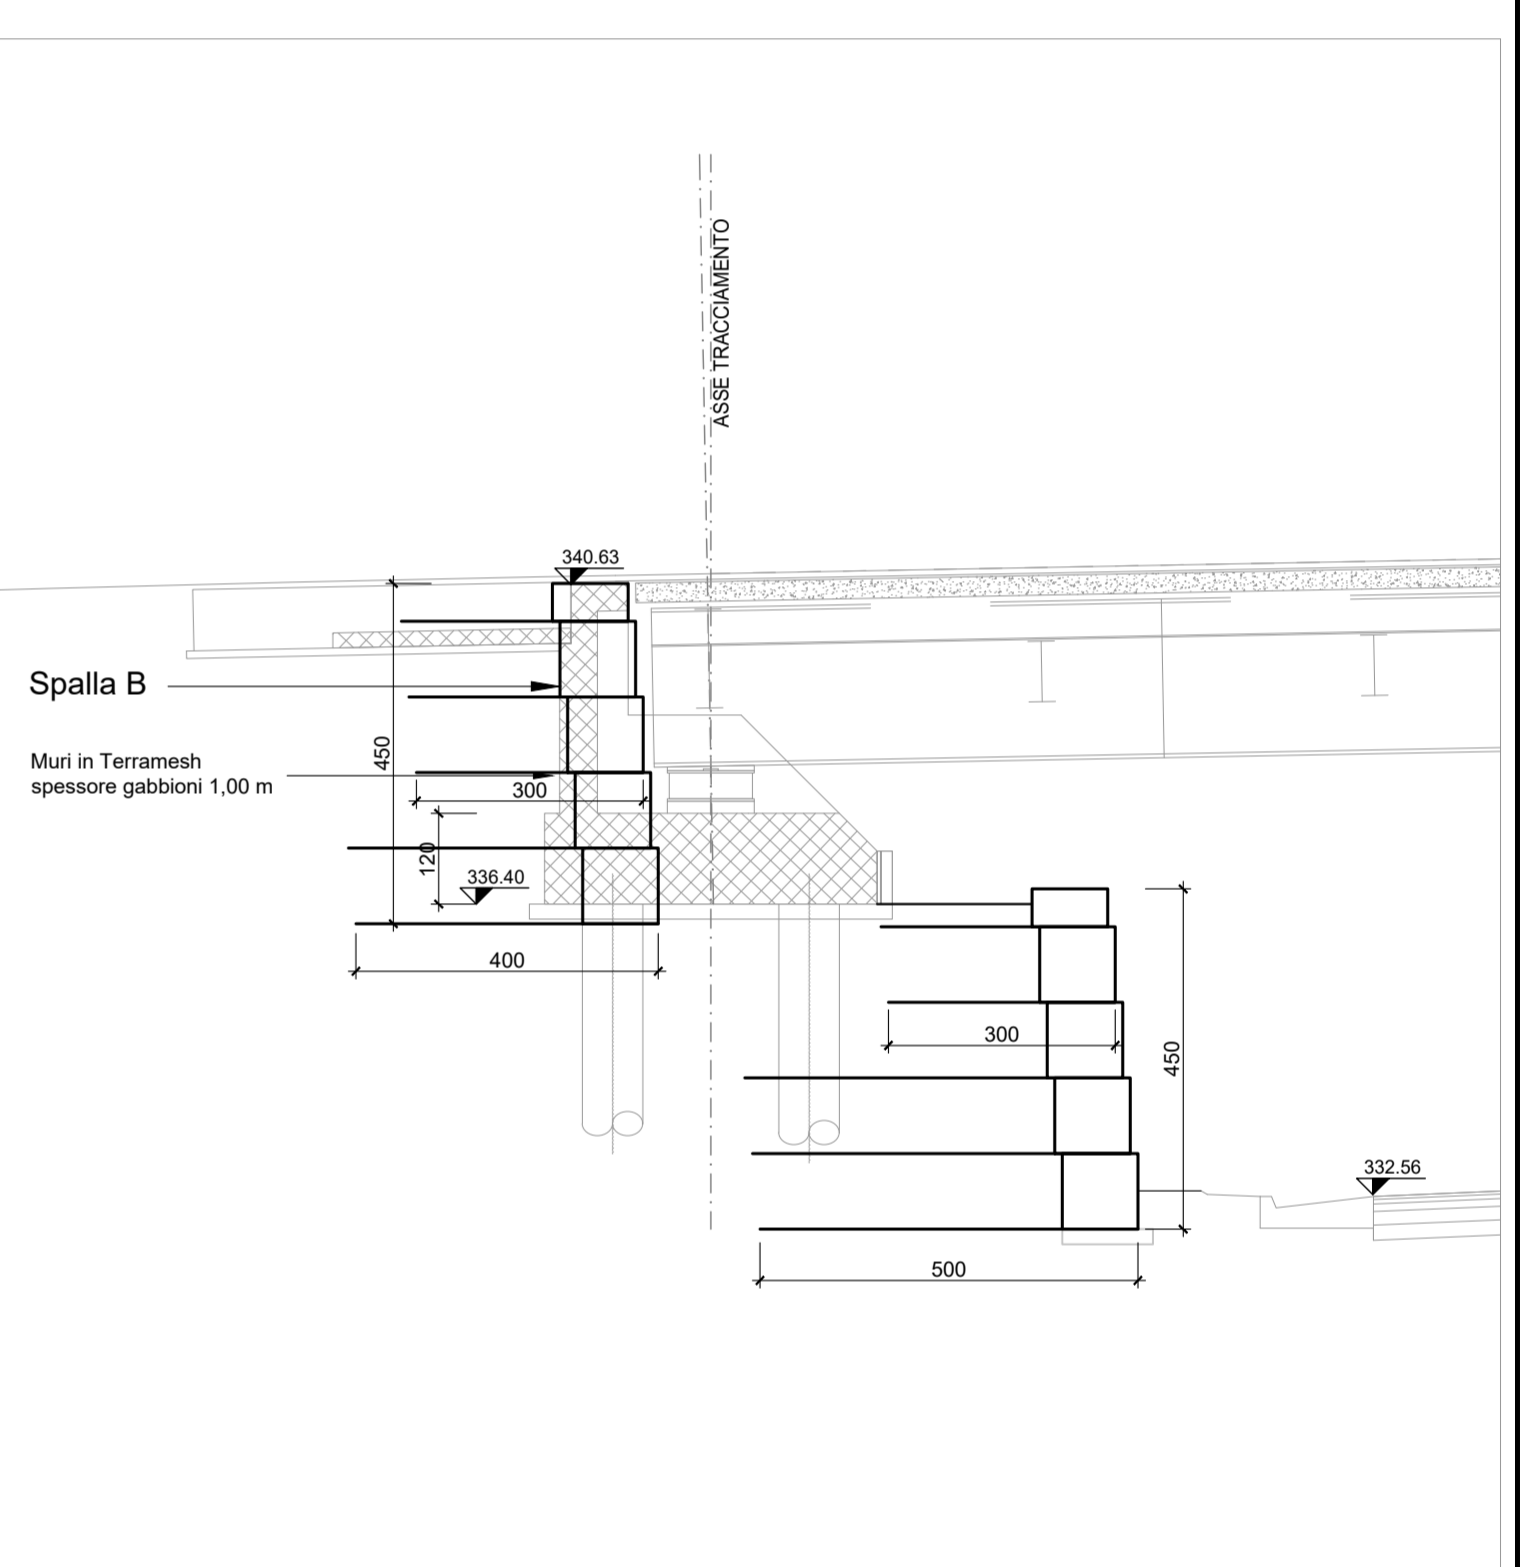 ASSE TRACCIAMENTO
340.63
Spalla B
Muri in Terramesh
spessore gabbioni 1,00 m
450
300
120
336.40
400
300
450
332.56
500